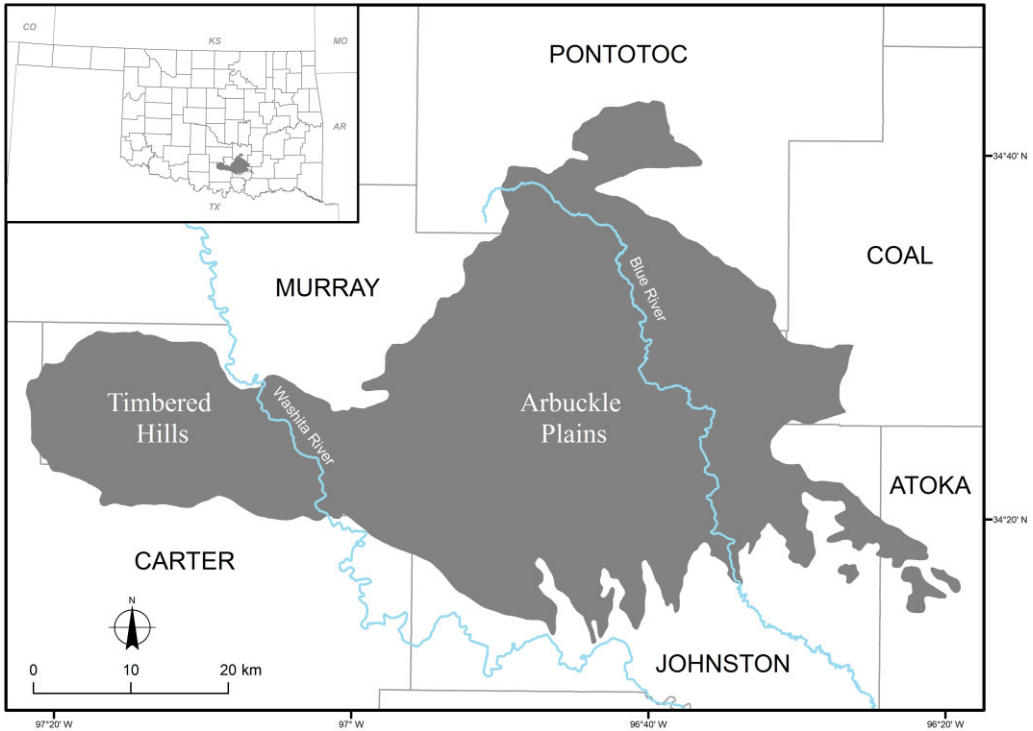 CO
KS
MO
AR
TX
PONTOTOC
34°40' N
COAL
MURRAY
Blue River
Timbered
Hills
Washita River
Arbuckle
Plains
ATOKA
34°20' N
CARTER
N
JOHNSTON
0 10 20 km
97°20' W 97° W 96°40' W 96°20' W